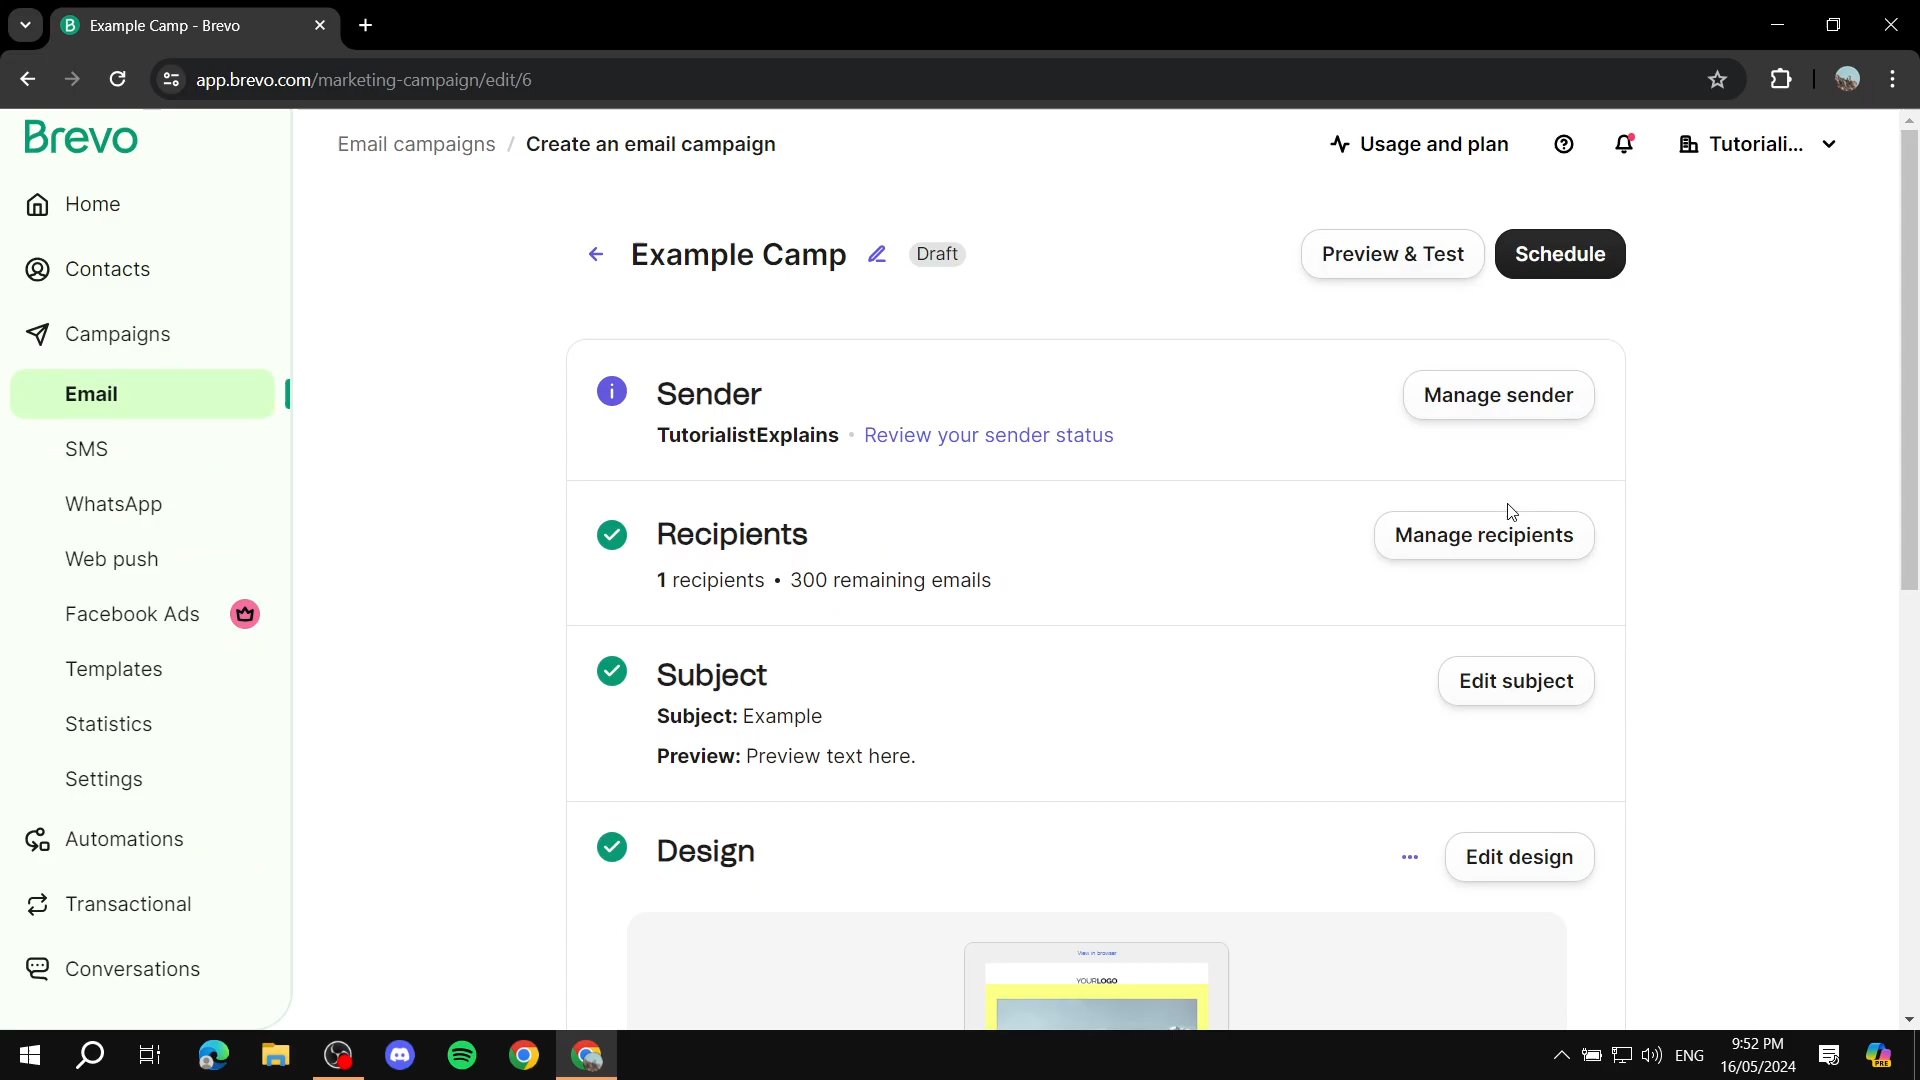 Example Camp - Brevo
app.brevo.com/marketing-campaign/edit/6
Brevo
Email campaigns / Create an email campaign
Usage and plan
Tutoriali...
Home
Contacts
Campaigns
Email
SMS
WhatsApp
Web push
Facebook Ads
Templates
Statistics
Settings
Automations
Transactional
Conversations
Example Camp
Draft
Preview & Test
Schedule
Sender
TutorialistExplains • Review your sender status
Manage sender
Recipients
1 recipients • 300 remaining emails
Manage recipients
Subject
Subject: Example
Preview: Preview text here.
Edit subject
Design
Edit design
View in browser
YOURLOGO
ENG
9:52 PM
16/05/2024
PRE